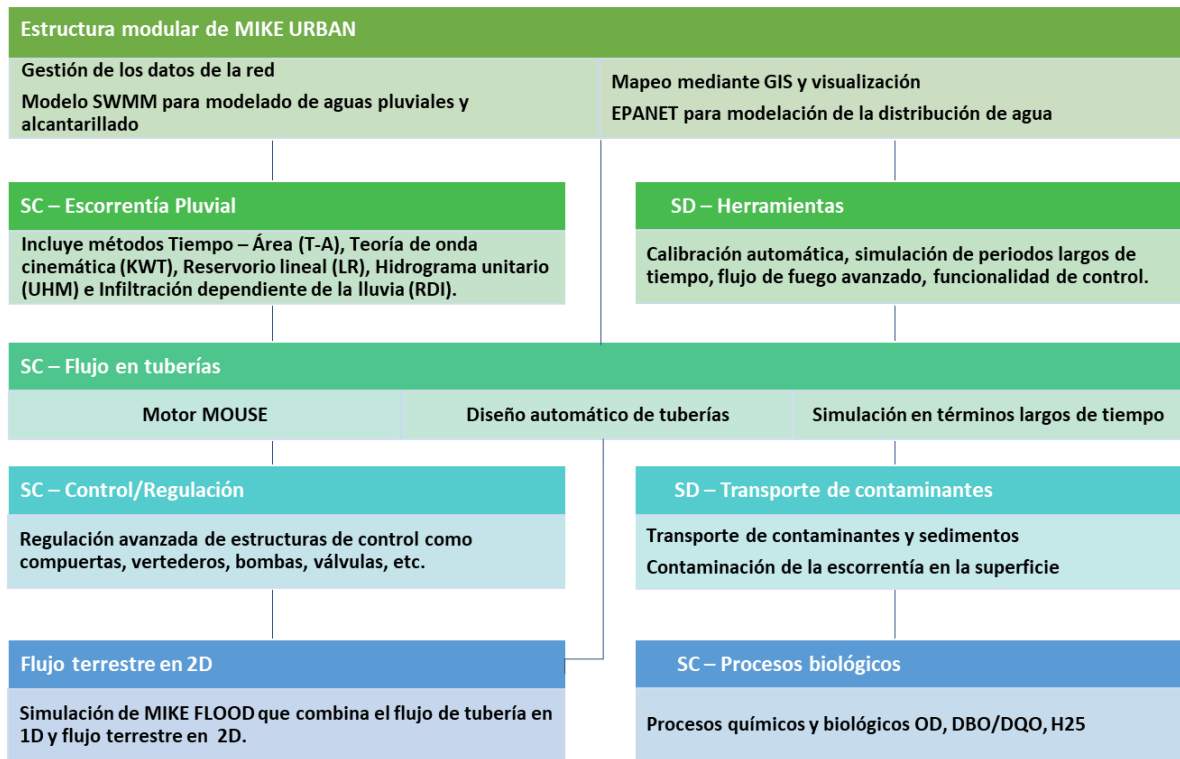 Estructura modular de MIKE URBAN
Gestión de los datos de la red
Modelo SWMM para modelado de aguas pluviales y
alcantarillado
Mapeo mediante GIS y visualización
EPANET para modelación de la distribución de agua
SC – Escorrentía Pluvial
Incluye métodos Tiempo – Área (T-A), Teoría de onda
cinemática (KWT), Reservorio lineal (LR), Hidrograma unitario
(UHM) e Infiltración dependiente de la lluvia (RDI).
SD – Herramientas
Calibración automática, simulación de periodos largos de
tiempo, flujo de fuego avanzado, funcionalidad de control.
SC – Flujo en tuberías
Motor MOUSE
Diseño automático de tuberías
Simulación en términos largos de tiempo
SC – Control/Regulación
Regulación avanzada de estructuras de control como
compuertas, vertederos, bombas, válvulas, etc.
SD – Transporte de contaminantes
Transporte de contaminantes y sedimentos
Contaminación de la escorrentía en la superficie
Flujo terrestre en 2D
Simulación de MIKE FLOOD que combina el flujo de tubería en
1D y flujo terrestre en 2D.
SC – Procesos biológicos
Procesos químicos y biológicos OD, DBO/DQO, H25